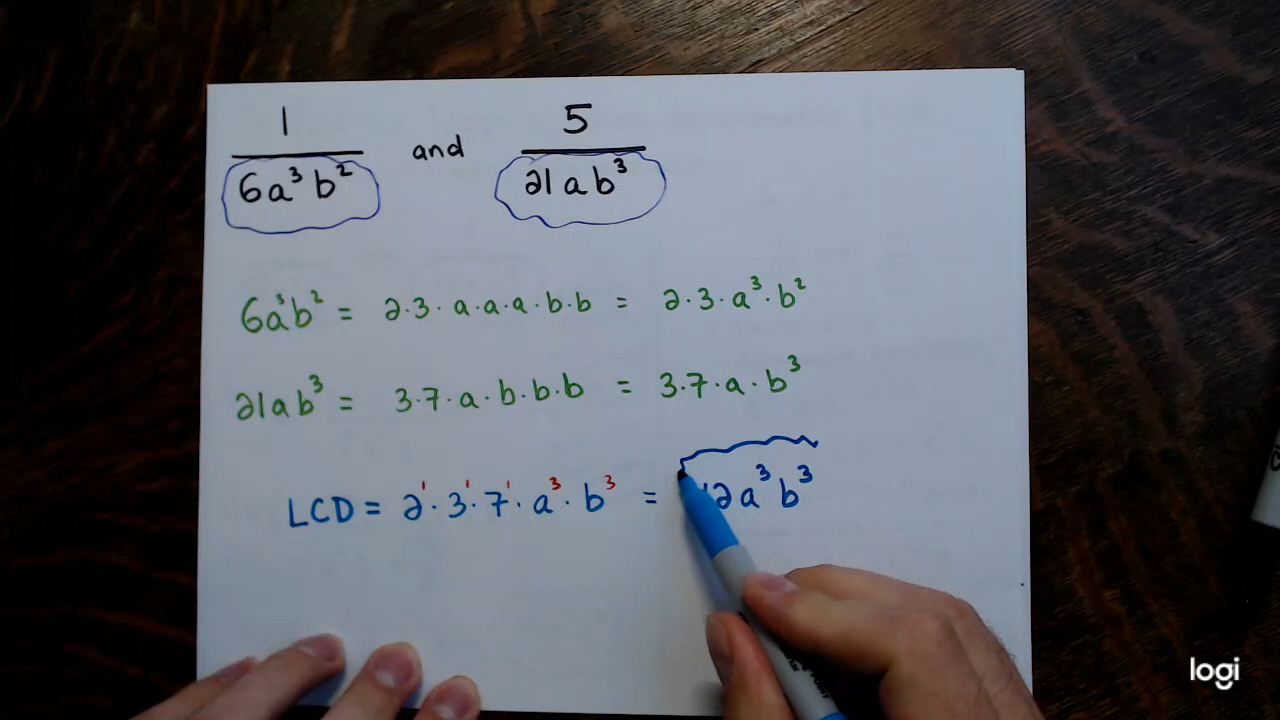 1 and 5
6a³b² 21ab³
6a³b² = 2·3·a·a·a·b·b = 2·3·a³·b²
21ab³ = 3·7·a·b·b·b = 3·7·a·b³
LCD = 2¹·3¹·7¹·a³·b³ = 2a³b³
logi